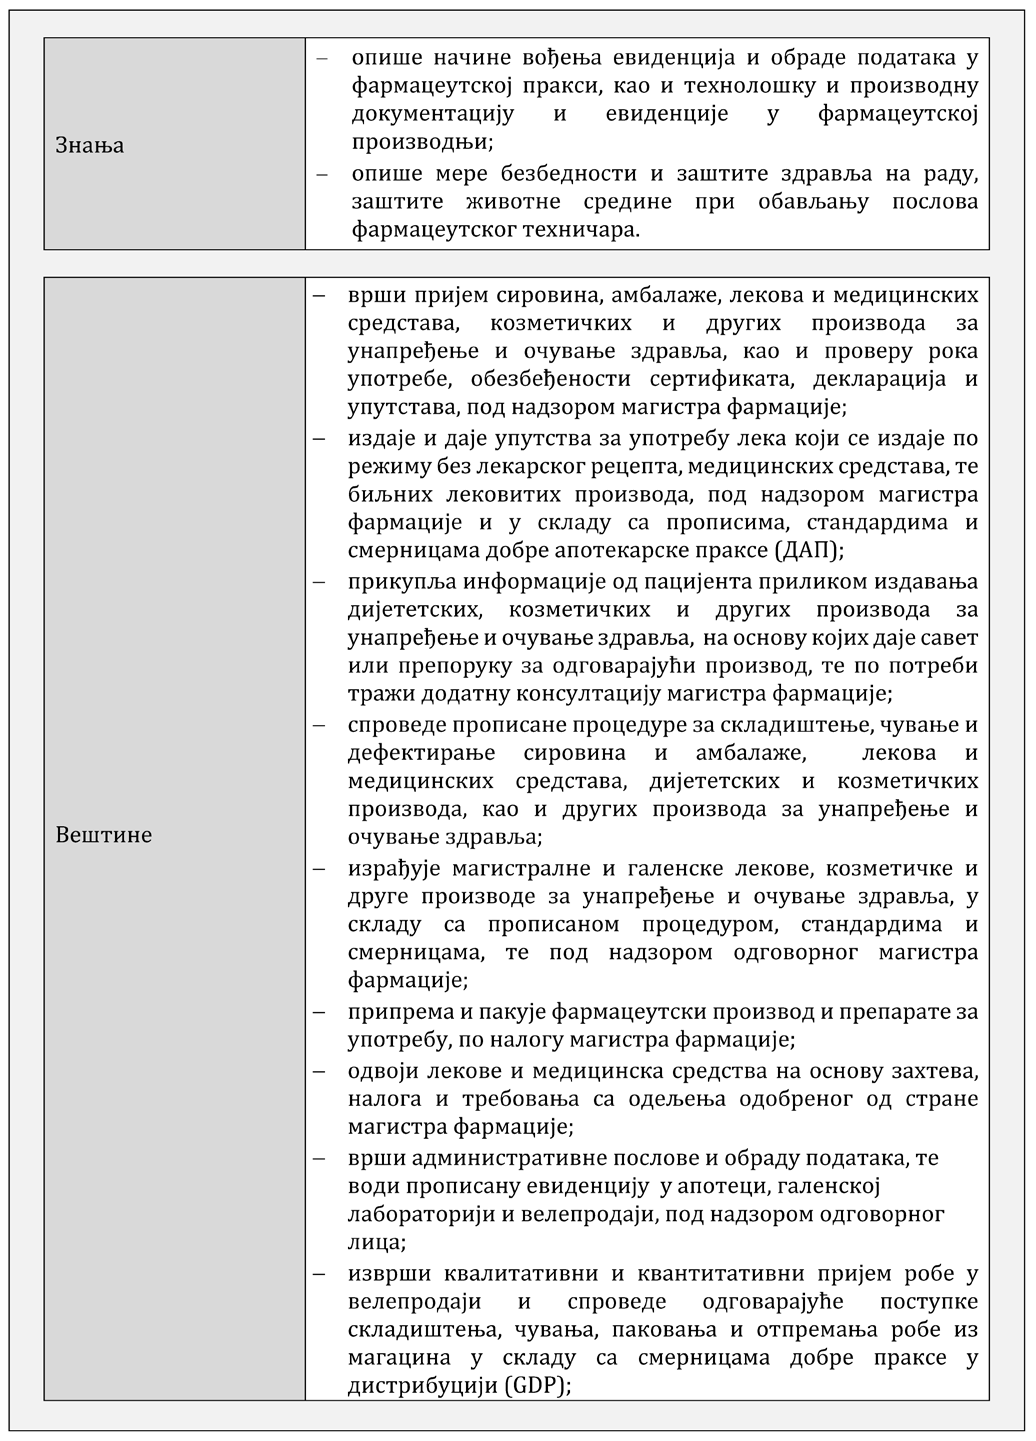 Знања
– опише начине вођења евиденција и обраде података у
фармацеутској пракси, као и технолошку и производну
документацију и евиденције у фармацеутској
производњи;
– опише мере безбедности и заштите здравља на раду,
заштите животне средине при обављању послова
фармацеутског техничара.
Вештине
– врши пријем сировина, амбалаже, лекова и медицинских
средстава, козметичких и других производа за
унапређење и очување здравља, као и проверу рока
употребе, обезбеђености сертификата, декларација и
упутстава, под надзором магистра фармације;
– издаје и даје упутства за употребу лека који се издаје по
режиму без лекарског рецепта, медицинских средстава, те
биљних лековитих производа, под надзором магистра
фармације и у складу са прописима, стандардима и
смерницама добре апотекарске праксе (ДАП);
– прикупља информације од пацијента приликом издавања
дијететских, козметичких и других производа за
унапређење и очување здравља, на основу којих даје савет
или препоруку за одговарајући производ, те по потреби
тражи додатну консултацију магистра фармације;
– спроведе прописане процедуре за складиштење, чување и
дефектирање сировина и амбалаже, лекова и
медицинских средстава, дијететских и козметичких
производа, као и других производа за унапређење и
очување здравља;
– израђује магистралне и галенске лекове, козметичке и
друге производе за унапређење и очување здравља, у
складу са прописаном процедуром, стандардима и
смерницама, те под надзором одговорног магистра
фармације;
– припрема и пакује фармацеутски производ и препарате за
употребу, по налогу магистра фармације;
– одвоји лекове и медицинска средства на основу захтева,
налога и требовања са одељења одобреног од стране
магистра фармације;
– врши административне послове и обраду података, те
води прописану евиденцију у апотеци, галенској
лабораторији и велепродаји, под надзором одговорног
лица;
– изврши квалитативни и квантитативни пријем робе у
велепродаји и спроведе одговарајуће поступке
складиштења, чувања, паковања и отпремања робе из
магацина у складу са смерницама добре праксе у
дистрибуцији (GDP);